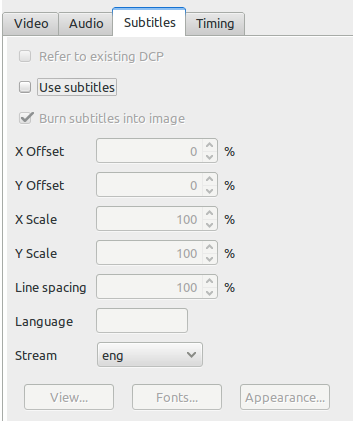 Video Audio Subtitles Timing
Refer to existing DCP
Use subtitles
Burn subtitles into image
X Offset 0 %
Y Offset 0 %
X Scale 100 %
Y Scale 100 %
Line spacing 100 %
Language
Stream eng
View... Fonts... Appearance...